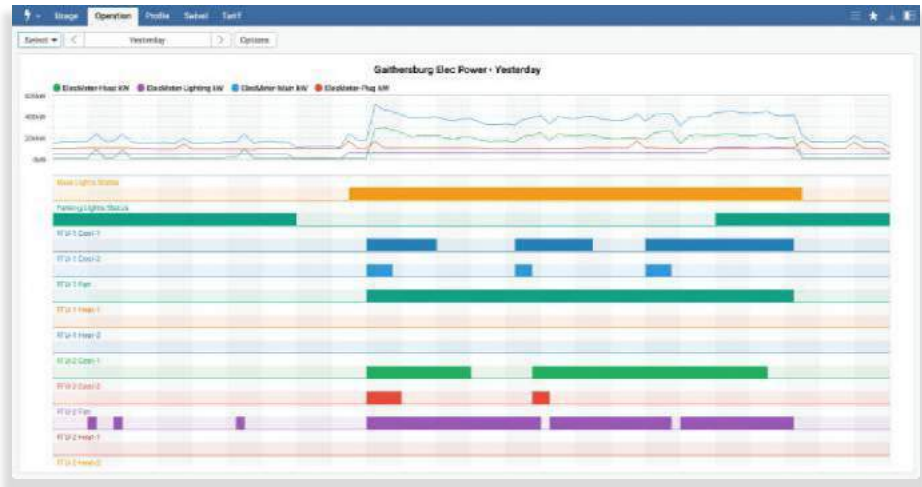 Usage Operation Profile Swivel Tariff
Select Yesterday Options
Gaithersburg Elec Power · Yesterday
ElecMeter-Hvac kW ElecMeter-Lighting kW ElecMeter-Main kW ElecMeter-Plug kW
400kW
200kW
0kW
Lights Status
Parking Lights Status
RTU-1 Cool-1
RTU-1 Cool-2
RTU-1 Fan
RTU-1 Heat-1
RTU-1 Heat-2
RTU-2 Cool-1
RTU-2 Cool-2
RTU-2 Fan
RTU-2 Heat-1
RTU-2 Heat-2